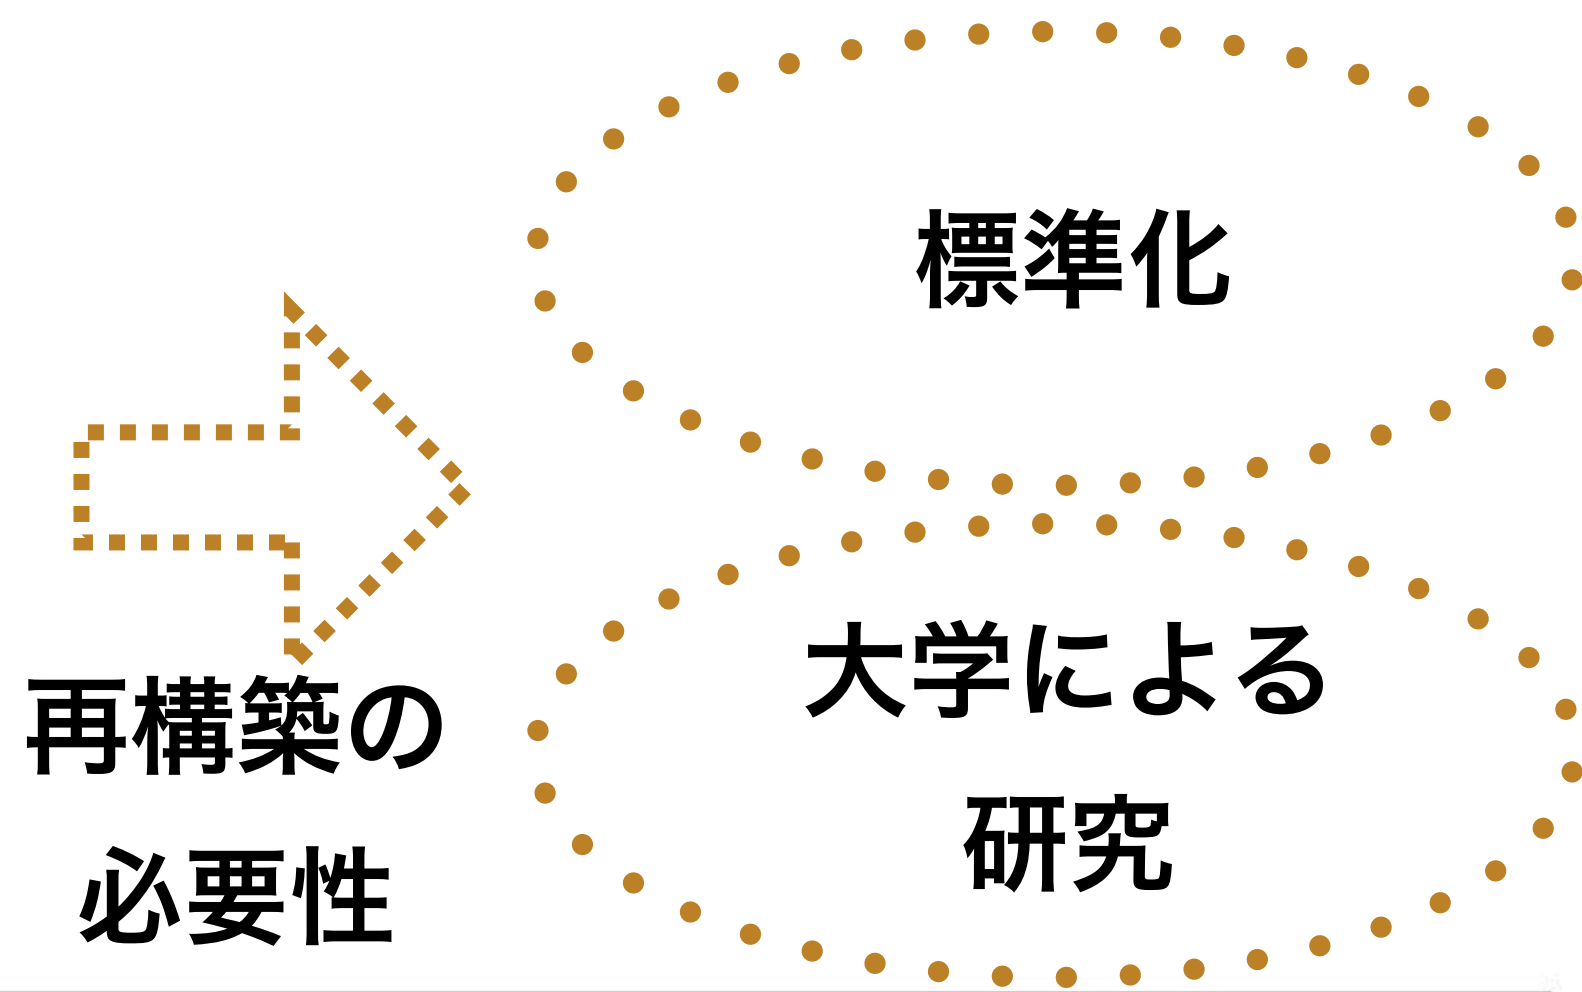 標準化
大学による
研究
再構築の
必要性